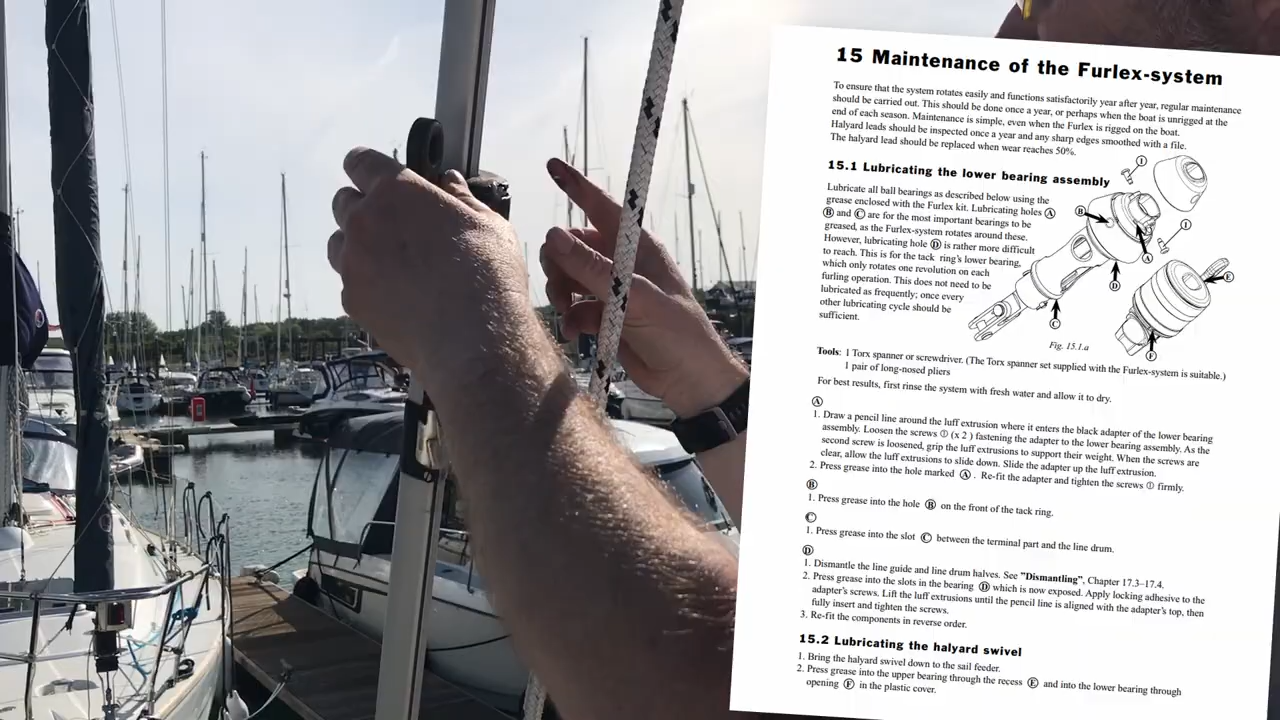 15 Maintenance of the Furlex-system
To ensure that the system rotates easily and functions satisfactorily year after year, regular maintenance
should be carried out. This should be done once a year, or perhaps when the boat is unrigged at the
end of each season. Maintenance is simple, even when the Furlex is rigged on the boat.
Halyard leads should be inspected once a year and any sharp edges smoothed with a file.
The halyard lead should be replaced when wear reaches 50%.
15.1 Lubricating the lower bearing assembly
Lubricate all ball bearings as described below using the
grease enclosed with the Furlex kit. Lubricating holes Ⓐ
Ⓑ and Ⓒ are for the most important bearings to be
greased, as the Furlex-system rotates around these.
However, lubricating hole Ⓓ is rather more difficult
to reach. This is for the tack ring's lower bearing,
which only rotates one revolution on each
furling operation. This does not need to be
lubricated as frequently; once every
other lubricating cycle should be
sufficient.
Ⓘ
Ⓑ
Ⓘ
Ⓐ
Ⓔ
Ⓓ
Ⓒ
Ⓕ
Fig. 15.1.a
Tools: 1 Torx spanner or screwdriver. (The Torx spanner set supplied with the Furlex-system is suitable.)
1 pair of long-nosed pliers
For best results, first rinse the system with fresh water and allow it to dry.
Ⓐ
1. Draw a pencil line around the luff extrusion where it enters the black adapter of the lower bearing
assembly. Loosen the screws Ⓘ (x 2 ) fastening the adapter to the lower bearing assembly. As the
second screw is loosened, grip the luff extrusions to support their weight. When the screws are
clear, allow the luff extrusions to slide down. Slide the adapter up the luff extrusion.
2. Press grease into the hole marked Ⓐ . Re-fit the adapter and tighten the screws Ⓘ firmly.
Ⓑ
1. Press grease into the hole Ⓑ on the front of the tack ring.
Ⓒ
1. Press grease into the slot Ⓒ between the terminal part and the line drum.
Ⓓ
1. Dismantle the line guide and line drum halves. See "Dismantling", Chapter 17.3–17.4.
2. Press grease into the slots in the bearing Ⓓ which is now exposed. Apply locking adhesive to the
adapter's screws. Lift the luff extrusions until the pencil line is aligned with the adapter's top, then
fully insert and tighten the screws.
3. Re-fit the components in reverse order.
15.2 Lubricating the halyard swivel
1. Bring the halyard swivel down to the sail feeder.
2. Press grease into the upper bearing through the recess Ⓔ and into the lower bearing through
opening Ⓕ in the plastic cover.